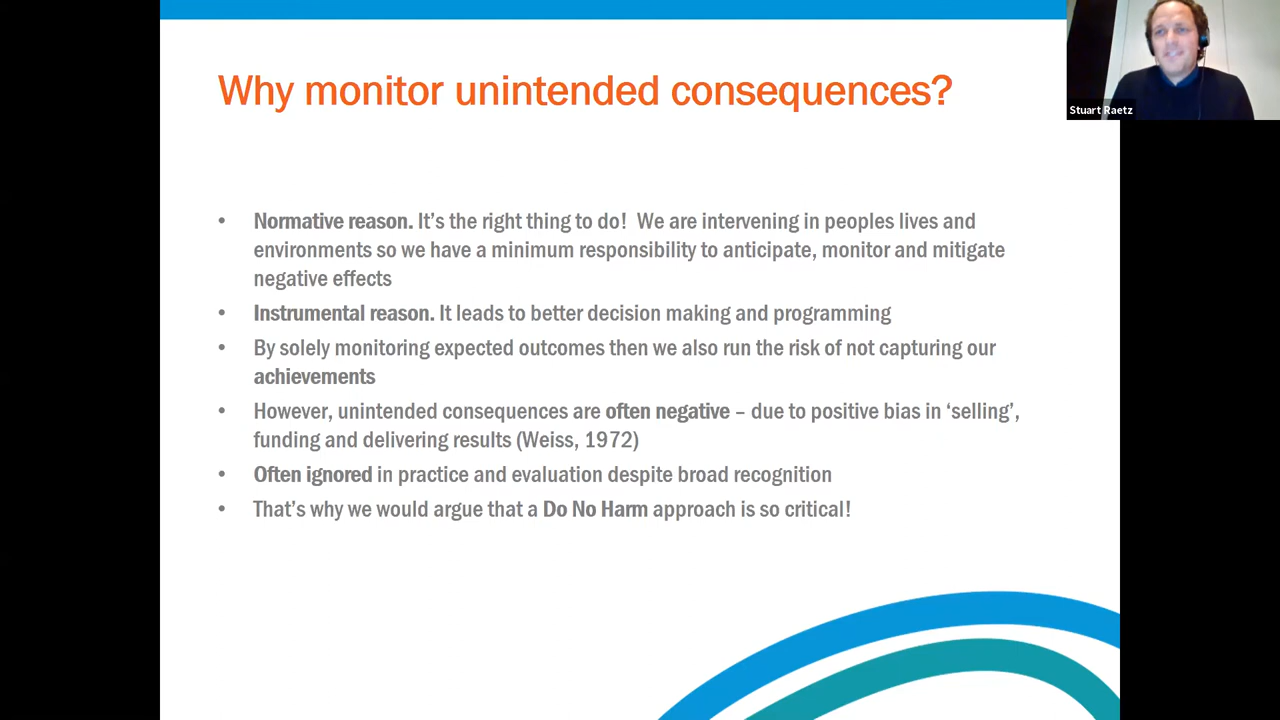 Why monitor unintended consequences?
Stuart Raetz
• Normative reason. It's the right thing to do!  We are intervening in peoples lives and
environments so we have a minimum responsibility to anticipate, monitor and mitigate
negative effects
• Instrumental reason. It leads to better decision making and programming
• By solely monitoring expected outcomes then we also run the risk of not capturing our
achievements
• However, unintended consequences are often negative – due to positive bias in ‘selling’,
funding and delivering results (Weiss, 1972)
• Often ignored in practice and evaluation despite broad recognition
• That's why we would argue that a Do No Harm approach is so critical!